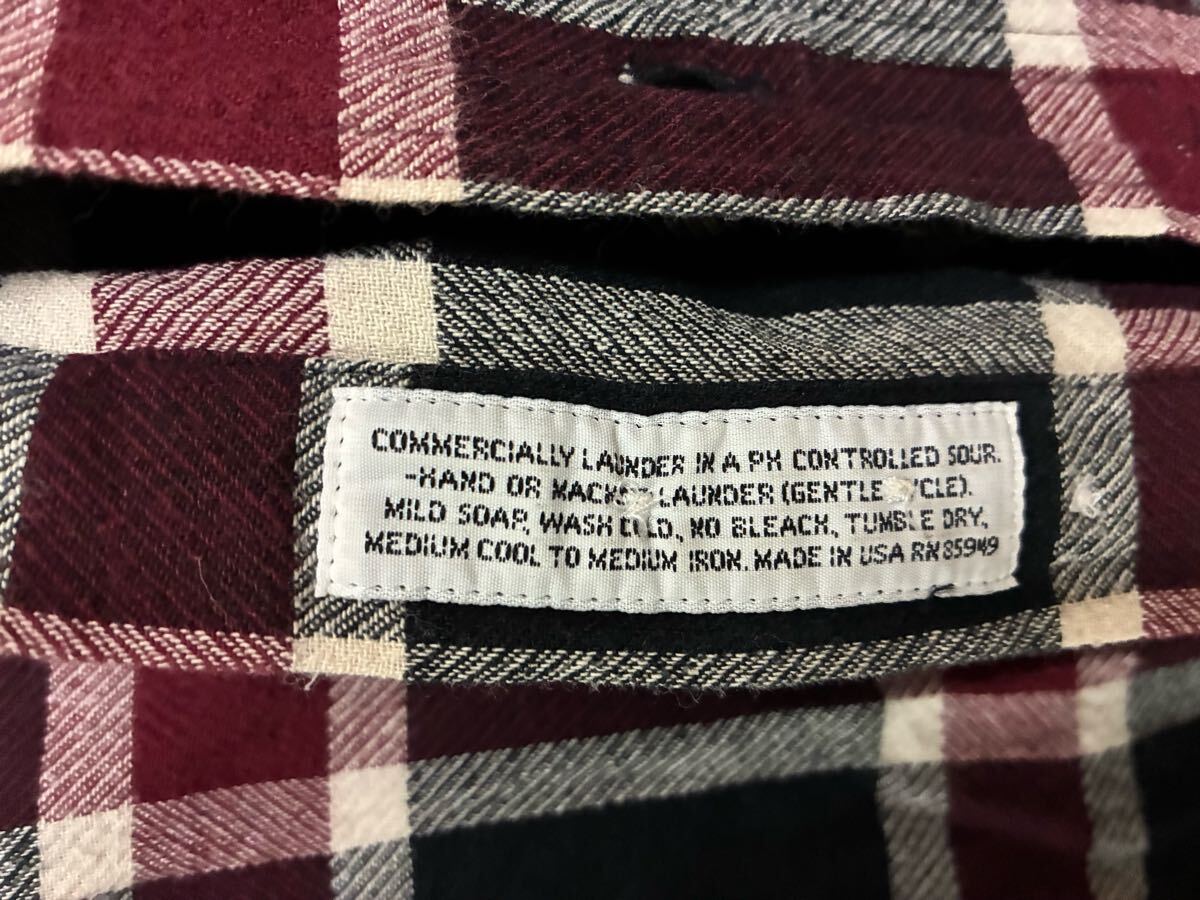 COMMERCIALLY LAUNDER IN A PH CONTROLLED SOUR.
-HAND OR LAUNDER (GENTLE
MILD SOAP, WASH NO BLEACH, TUMBLE DRY,
MEDIUM COOL TO MEDIUM IRON. MADE IN USA RN85949